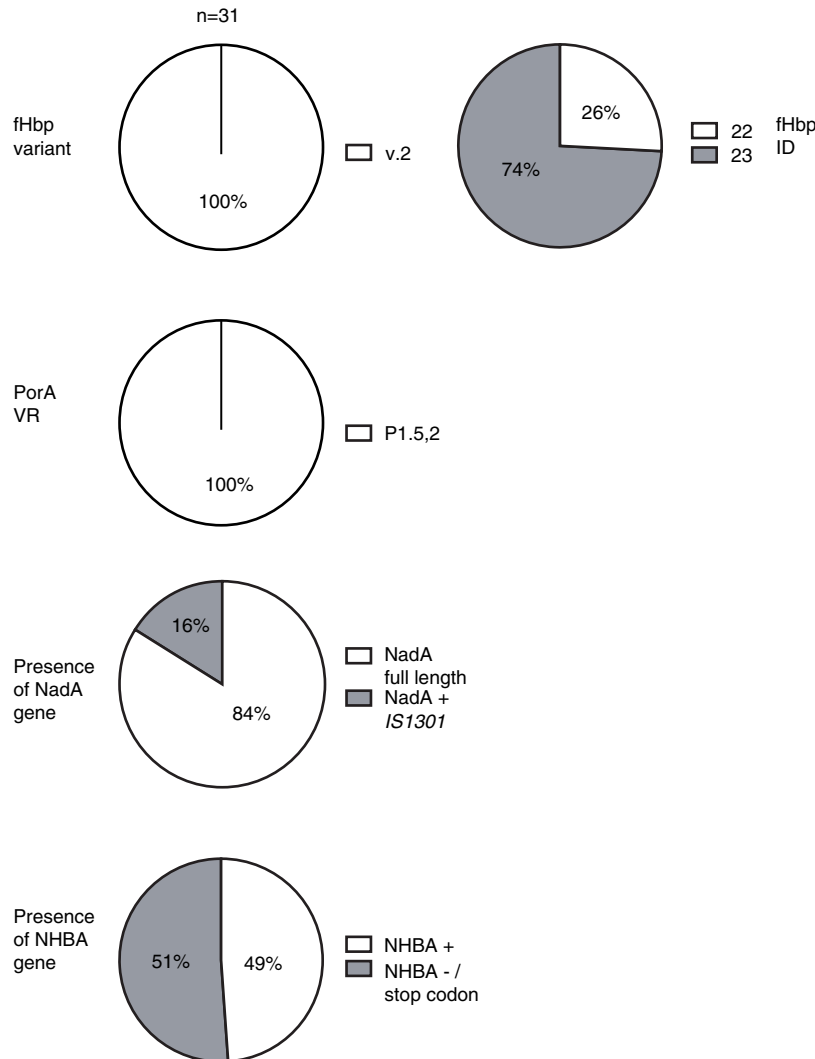 n=31
fHbp
variant
100%
v.2
26%
74%
22
23
fHbp
ID
PorA
VR
100%
P1.5,2
Presence
of NadA
gene
16%
84%
NadA
full length
NadA +
IS1301
Presence
of NHBA
gene
51%
49%
NHBA +
NHBA - /
stop codon